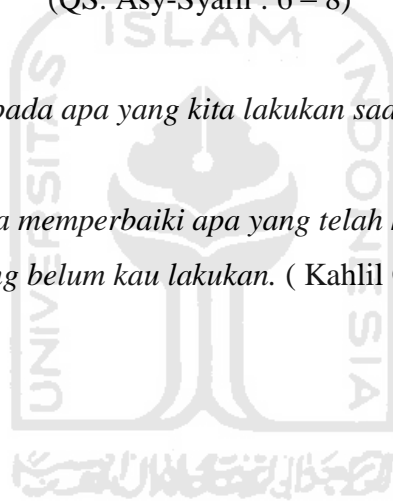 (QS. Asy-Syarh : 6 – 8)
ISLAM
pada apa yang kita lakukan saa
UNIVERSITAS
INDONESIA
a memperbaiki apa yang telah
ng belum kau lakukan. ( Kahlil